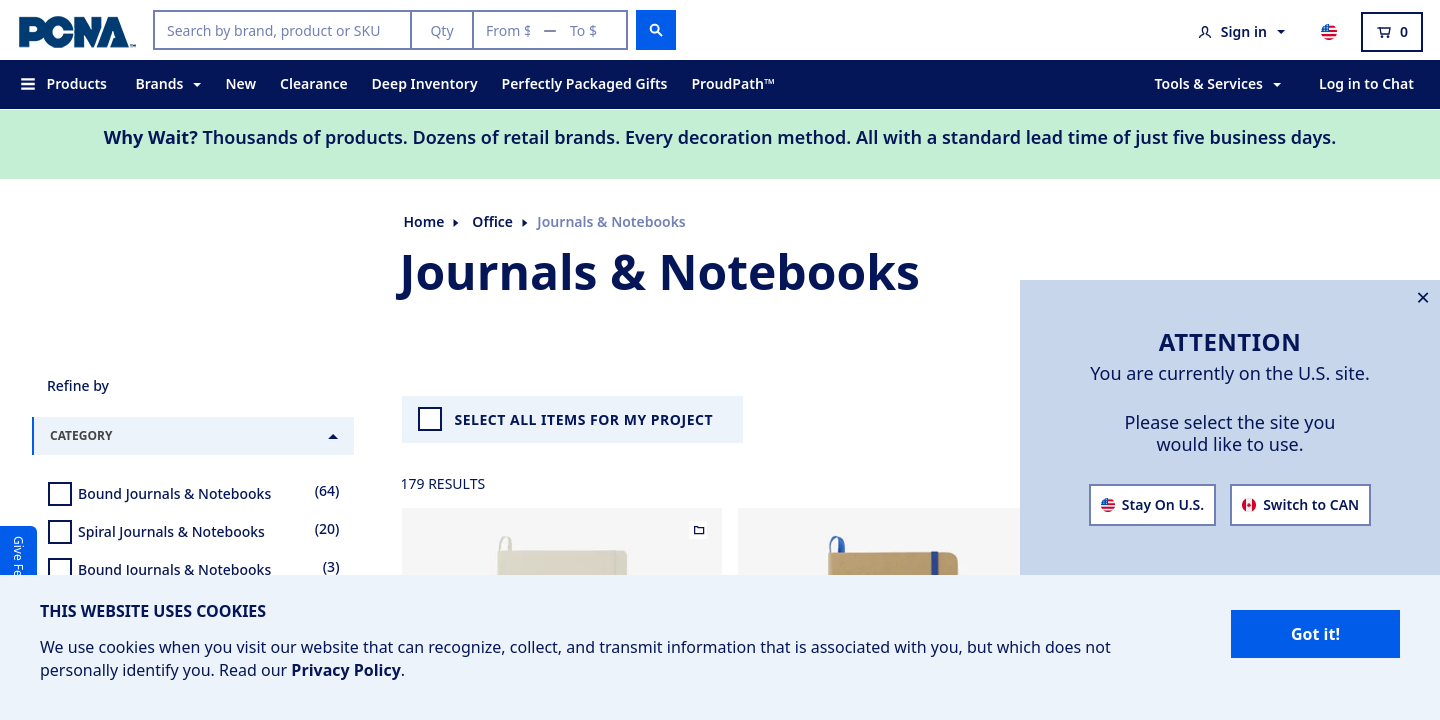 PCNA™
Search by brand, product or SKU
Qty
From $ — To $
Sign in
0
Products
Brands
New
Clearance
Deep Inventory
Perfectly Packaged Gifts
ProudPath™
Tools & Services
Log in to Chat
Why Wait? Thousands of products. Dozens of retail brands. Every decoration method. All with a standard lead time of just five business days.
Home
Office
Journals & Notebooks
Journals & Notebooks
ATTENTION
You are currently on the U.S. site.
Please select the site you
would like to use.
Stay On U.S.
Switch to CAN
Refine by
CATEGORY
Bound Journals & Notebooks (64)
Spiral Journals & Notebooks (20)
Bound Journals & Notebooks (3)
SELECT ALL ITEMS FOR MY PROJECT
179 RESULTS
Give
THIS WEBSITE USES COOKIES
We use cookies when you visit our website that can recognize, collect, and transmit information that is associated with you, but which does not
personally identify you. Read our Privacy Policy.
Got it!